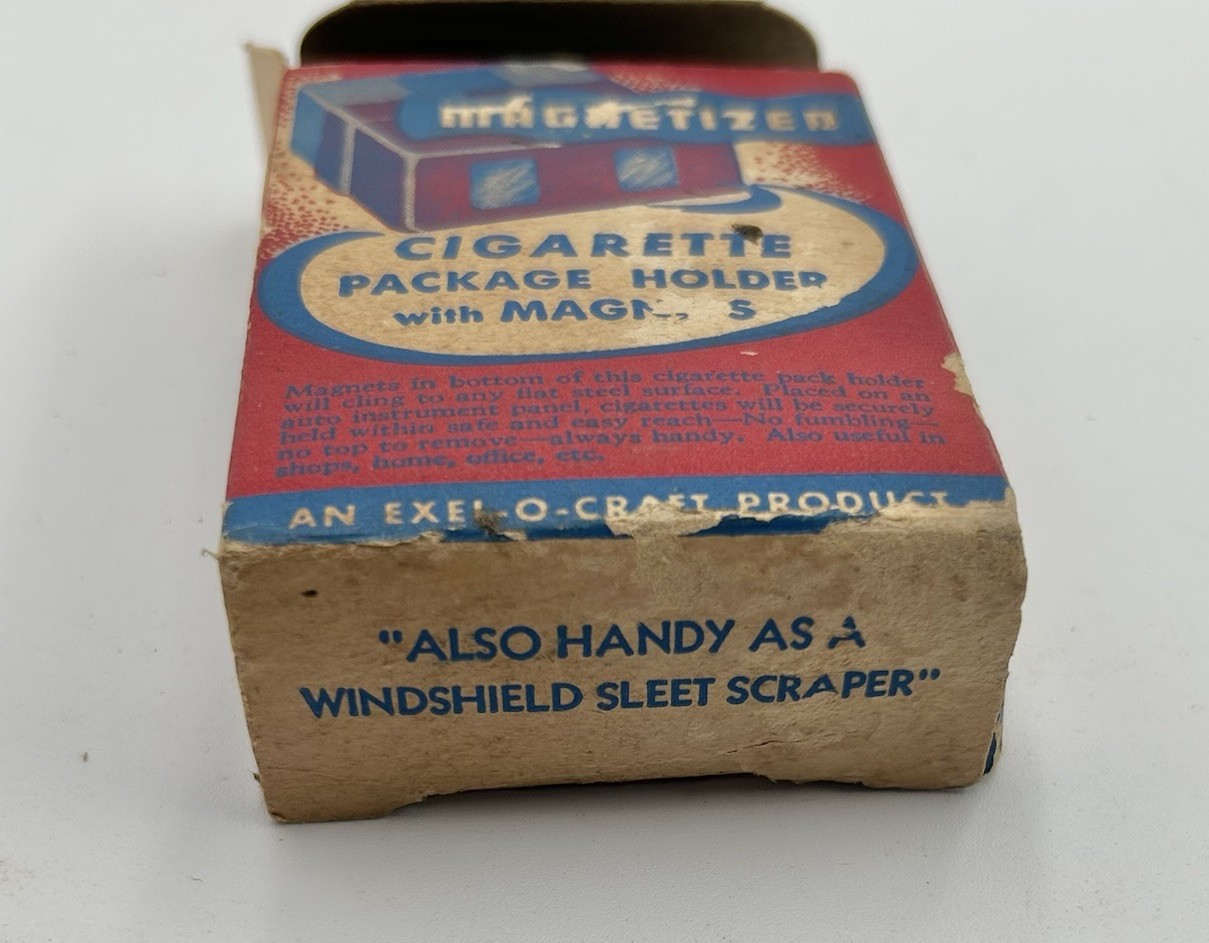 MAGNETIZED
CIGARETTE
PACKAGE HOLDER
with MAGN S
Magnets in bottom of this cigarette pack holder
will cling to any flat steel surface. Placed on an
auto instrument panel, cigarettes will be securely
held within safe and easy reach—No fumbling—
no top to remove—always handy. Also useful in
shops, home, office, etc.
AN EXEL-O-CRAFT PRODUCT
"ALSO HANDY AS A
WINDSHIELD SLEET SCRAPER"